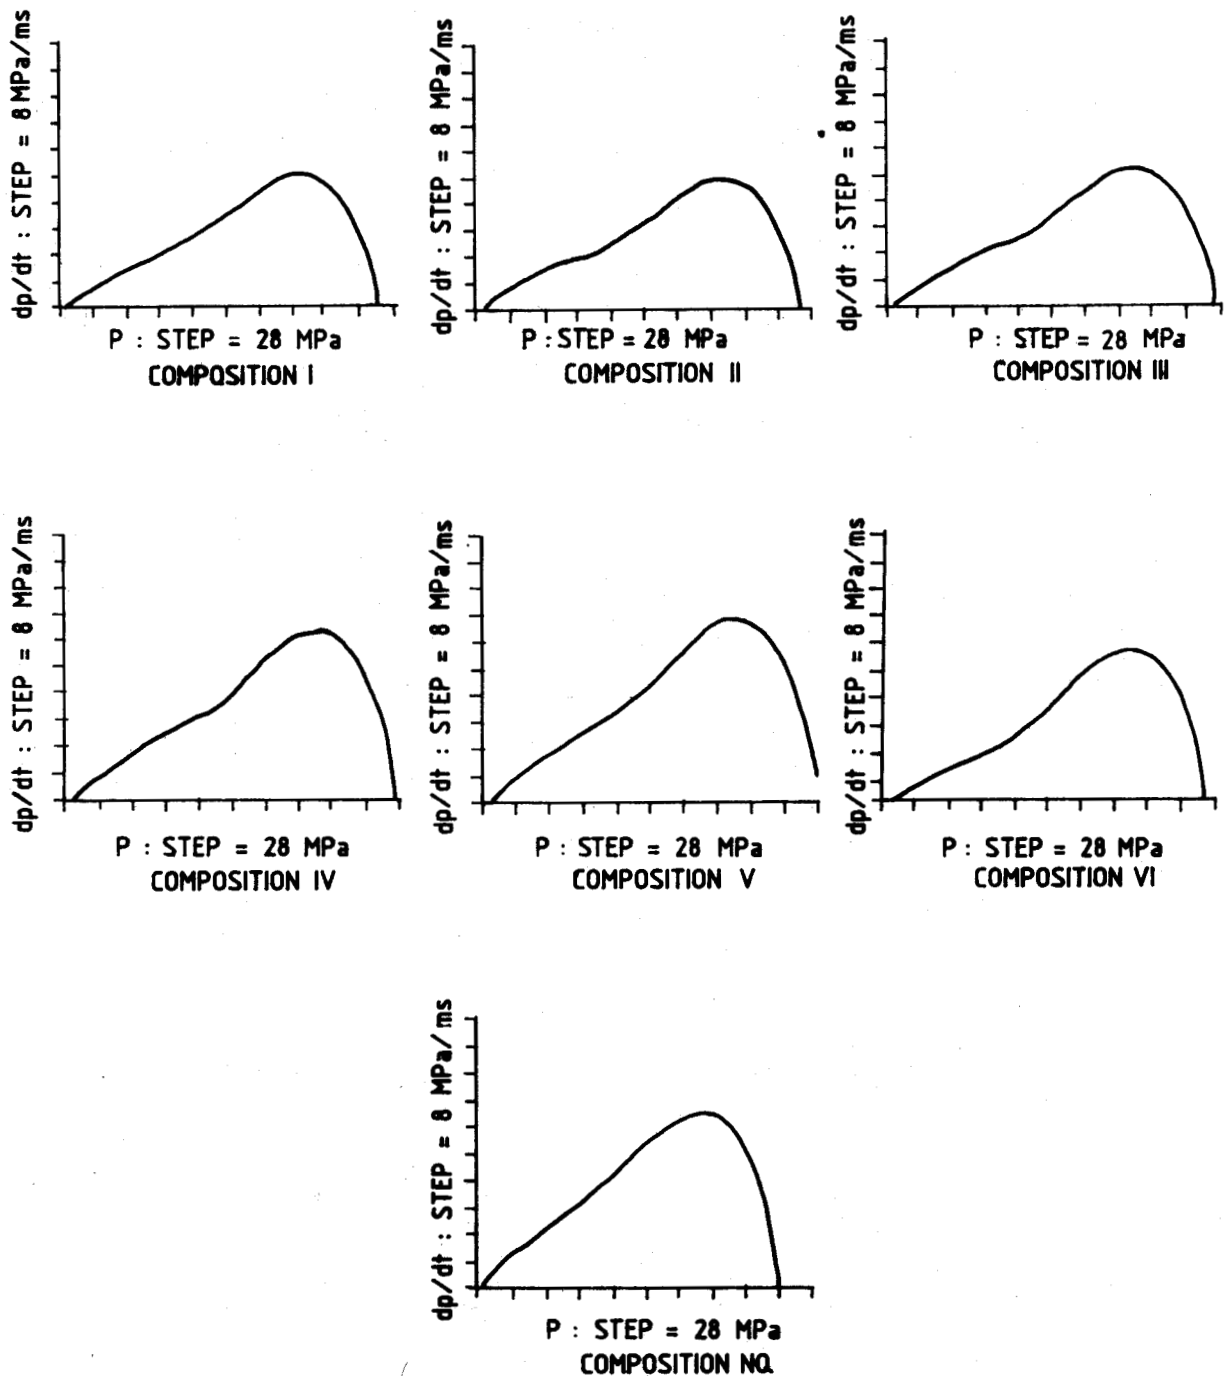 dp/dt : STEP = 8 MPa/ms
P : STEP = 28 MPa
COMPOSITION I
dp/dt : STEP = 8 MPa/ms
P : STEP = 28 MPa
COMPOSITION II
dp/dt : STEP = 8 MPa/ms
P : STEP = 28 MPa
COMPOSITION III
dp/dt : STEP = 8 MPa/ms
P : STEP = 28 MPa
COMPOSITION IV
dp/dt : STEP = 8 MPa/ms
P : STEP = 28 MPa
COMPOSITION V
dp/dt : STEP = 8 MPa/ms
P : STEP = 28 MPa
COMPOSITION VI
dp/dt : STEP = 8 MPa/ms
P : STEP = 28 MPa
COMPOSITION NQ